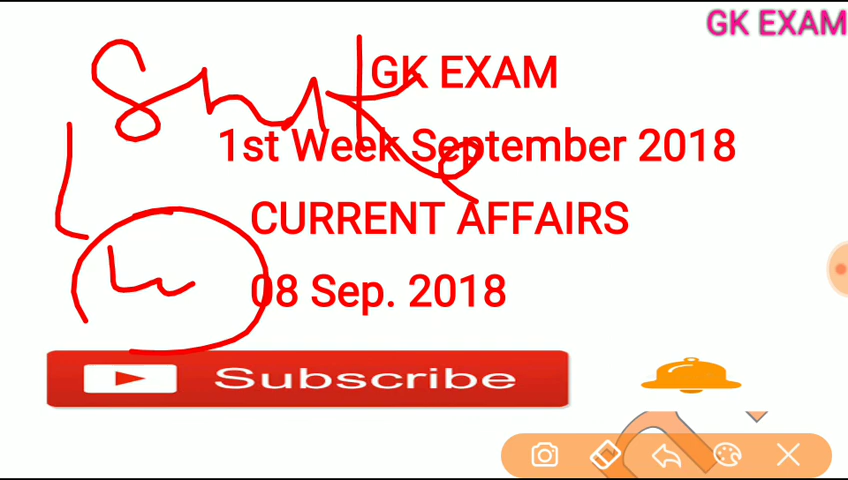 GK EXAM
GK EXAM
1st Week September 2018
CURRENT AFFAIRS
08 Sep. 2018
Subscribe